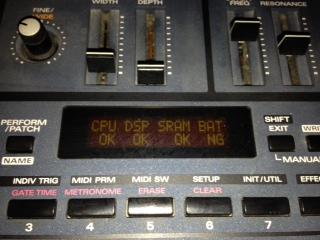 FINE/
WIDE
WIDTH
DEPTH
FREQ
RESONANCE
CPU DSP SRAM BAT
OK OK OK NG
PERFORM
/PATCH
NAME
SHIFT
EXIT
MANUAL
INDIV TRIG
MIDI PRM
MIDI SW
SETUP
INIT/UTIL
GATE TIME
METRONOME
ERASE
CLEAR
3
4
5
6
7